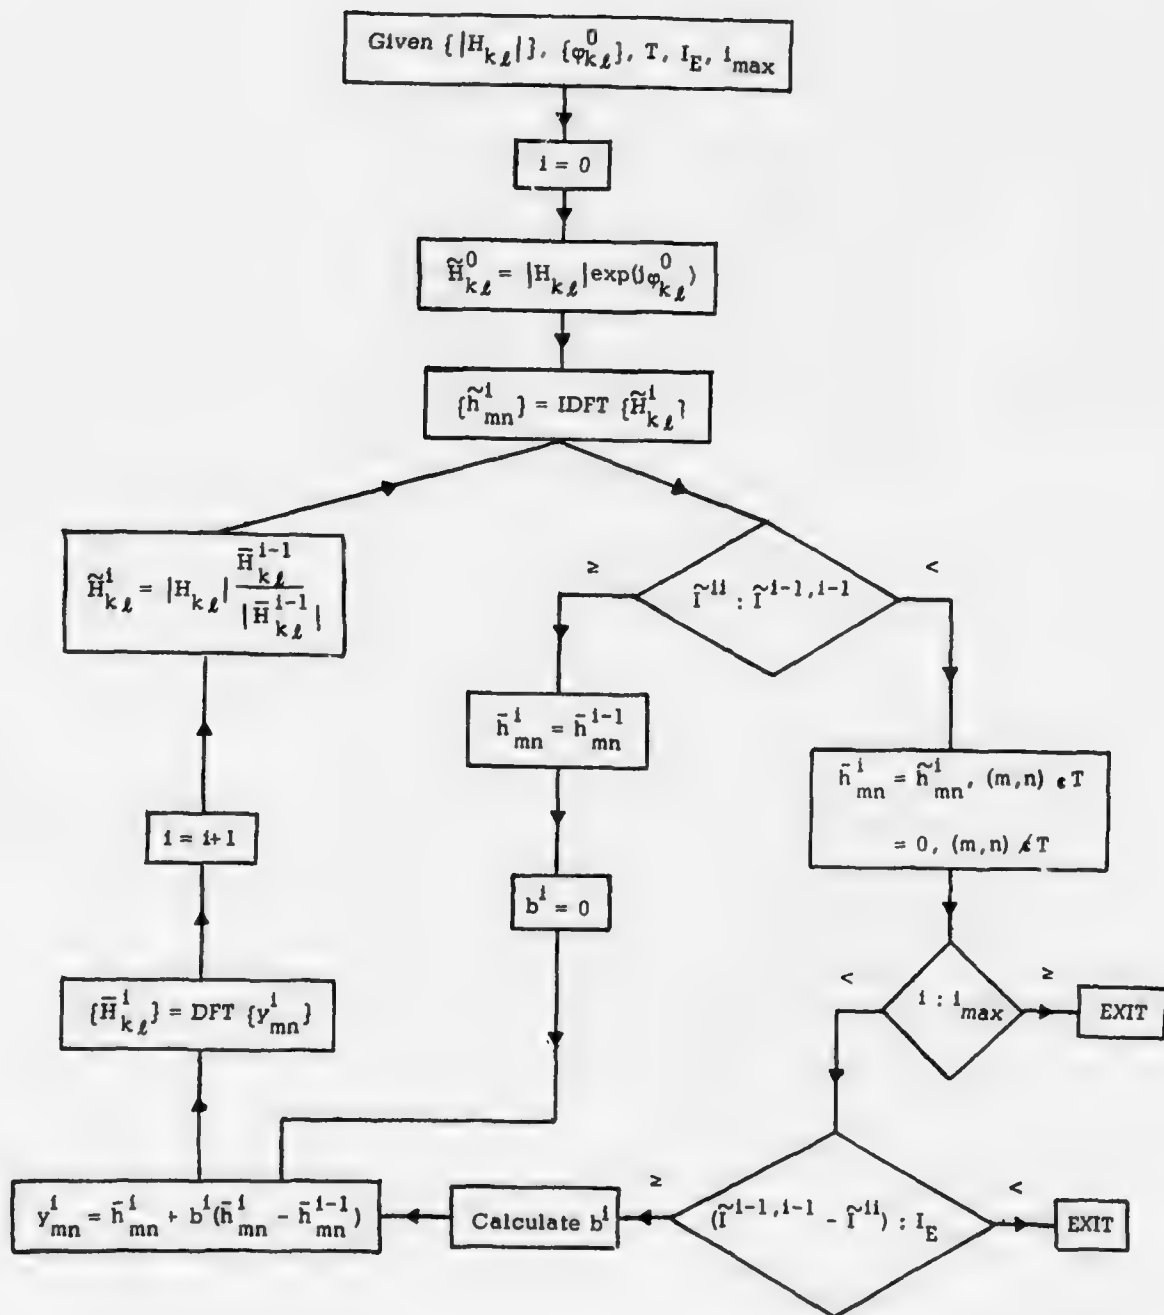 Given { |H_kℓ| }, {φ^0_kℓ}, T, I_E, i_max
i = 0
H̃^0_kℓ = |H_kℓ| exp(jφ^0_kℓ)
{h̃^i_mn} = IDFT {H̃^i_kℓ}
H̃^i_kℓ = |H_kℓ| H̄^{i-1}_kℓ / |H̄^{i-1}_kℓ|
≥
Ĩ^ii : Ĩ^{i-1,i-1}
<
h̄^i_mn = h̄^{i-1}_mn
h̄^i_mn = h̃^i_mn, (m,n) ϵ T
= 0, (m,n) ∉ T
i = i+1
b^i = 0
<
i : i_max
≥
EXIT
{H̄^i_kℓ} = DFT {y^i_mn}
y^i_mn = h̄^i_mn + b^i(h̄^i_mn - h̄^{i-1}_mn)
Calculate b^i
≥
(Ĩ^{i-1,i-1} - Ĩ^ii) : I_E
<
EXIT